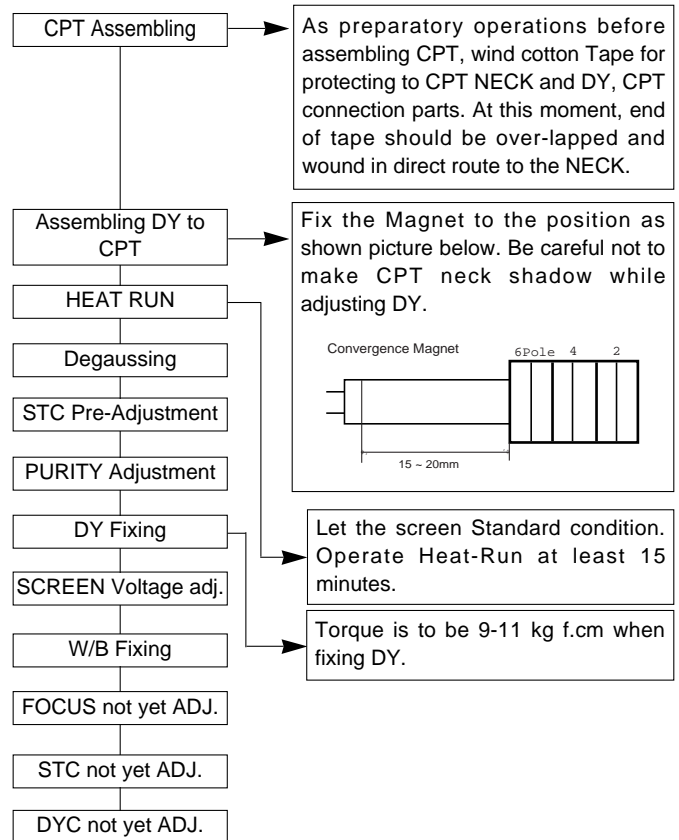 CPT Assembling
As preparatory operations before
assembling CPT, wind cotton Tape for
protecting to CPT NECK and DY, CPT
connection parts. At this moment, end
of tape should be over-lapped and
wound in direct route to the NECK.
Assembling DY to
CPT
Fix the Magnet to the position as
shown picture below. Be careful not to
make CPT neck shadow while
adjusting DY.
Convergence Magnet
6Pole 4 2
15 ~ 20mm
HEAT RUN
Degaussing
STC Pre-Adjustment
PURITY Adjustment
DY Fixing
Let the screen Standard condition.
Operate Heat-Run at least 15
minutes.
SCREEN Voltage adj.
Torque is to be 9-11 kg f.cm when
fixing DY.
W/B Fixing
FOCUS not yet ADJ.
STC not yet ADJ.
DYC not yet ADJ.